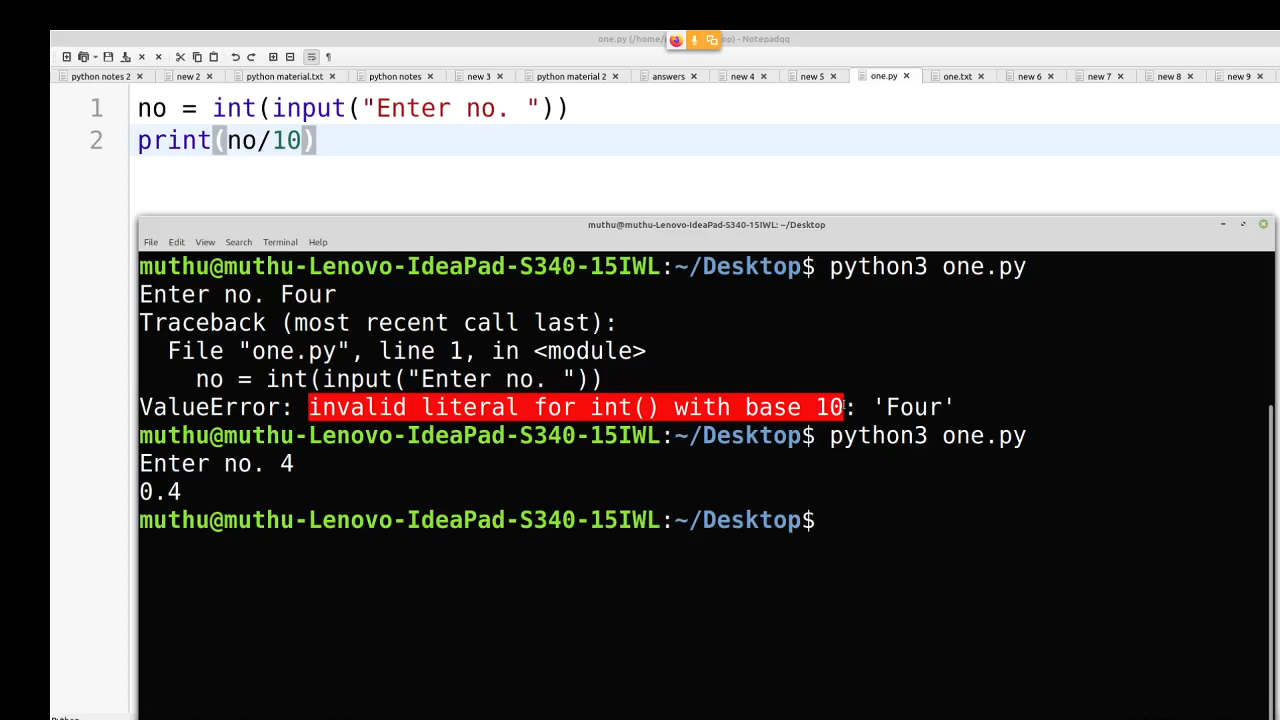 one.py (/home/ op) - Notepadqq
python notes 2 new 2 python material.txt python notes new 3 python material 2 answers new 4 new 5 one.py one.txt new 6 new 7 new 8 new 9
1 no = int(input("Enter no. "))
2 print(no/10)
muthu@muthu-Lenovo-IdeaPad-S340-15IWL: ~/Desktop
File Edit View Search Terminal Help
muthu@muthu-Lenovo-IdeaPad-S340-15IWL:~/Desktop$ python3 one.py
Enter no. Four
Traceback (most recent call last):
  File "one.py", line 1, in <module>
    no = int(input("Enter no. "))
ValueError: invalid literal for int() with base 10: 'Four'
muthu@muthu-Lenovo-IdeaPad-S340-15IWL:~/Desktop$ python3 one.py
Enter no. 4
0.4
muthu@muthu-Lenovo-IdeaPad-S340-15IWL:~/Desktop$